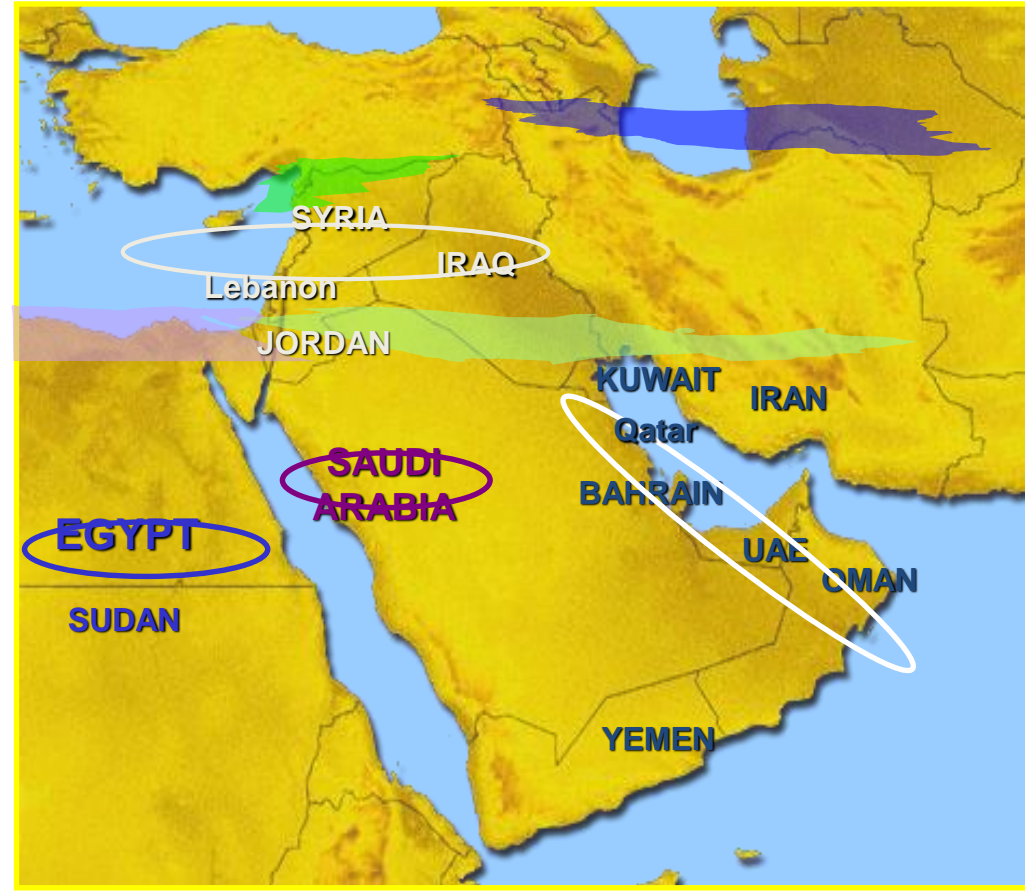 SYRIA
IRAQ
Lebanon
JORDAN
KUWAIT
IRAN
Qatar
SAUDI
ARABIA
BAHRAIN
EGYPT
UAE
OMAN
SUDAN
YEMEN